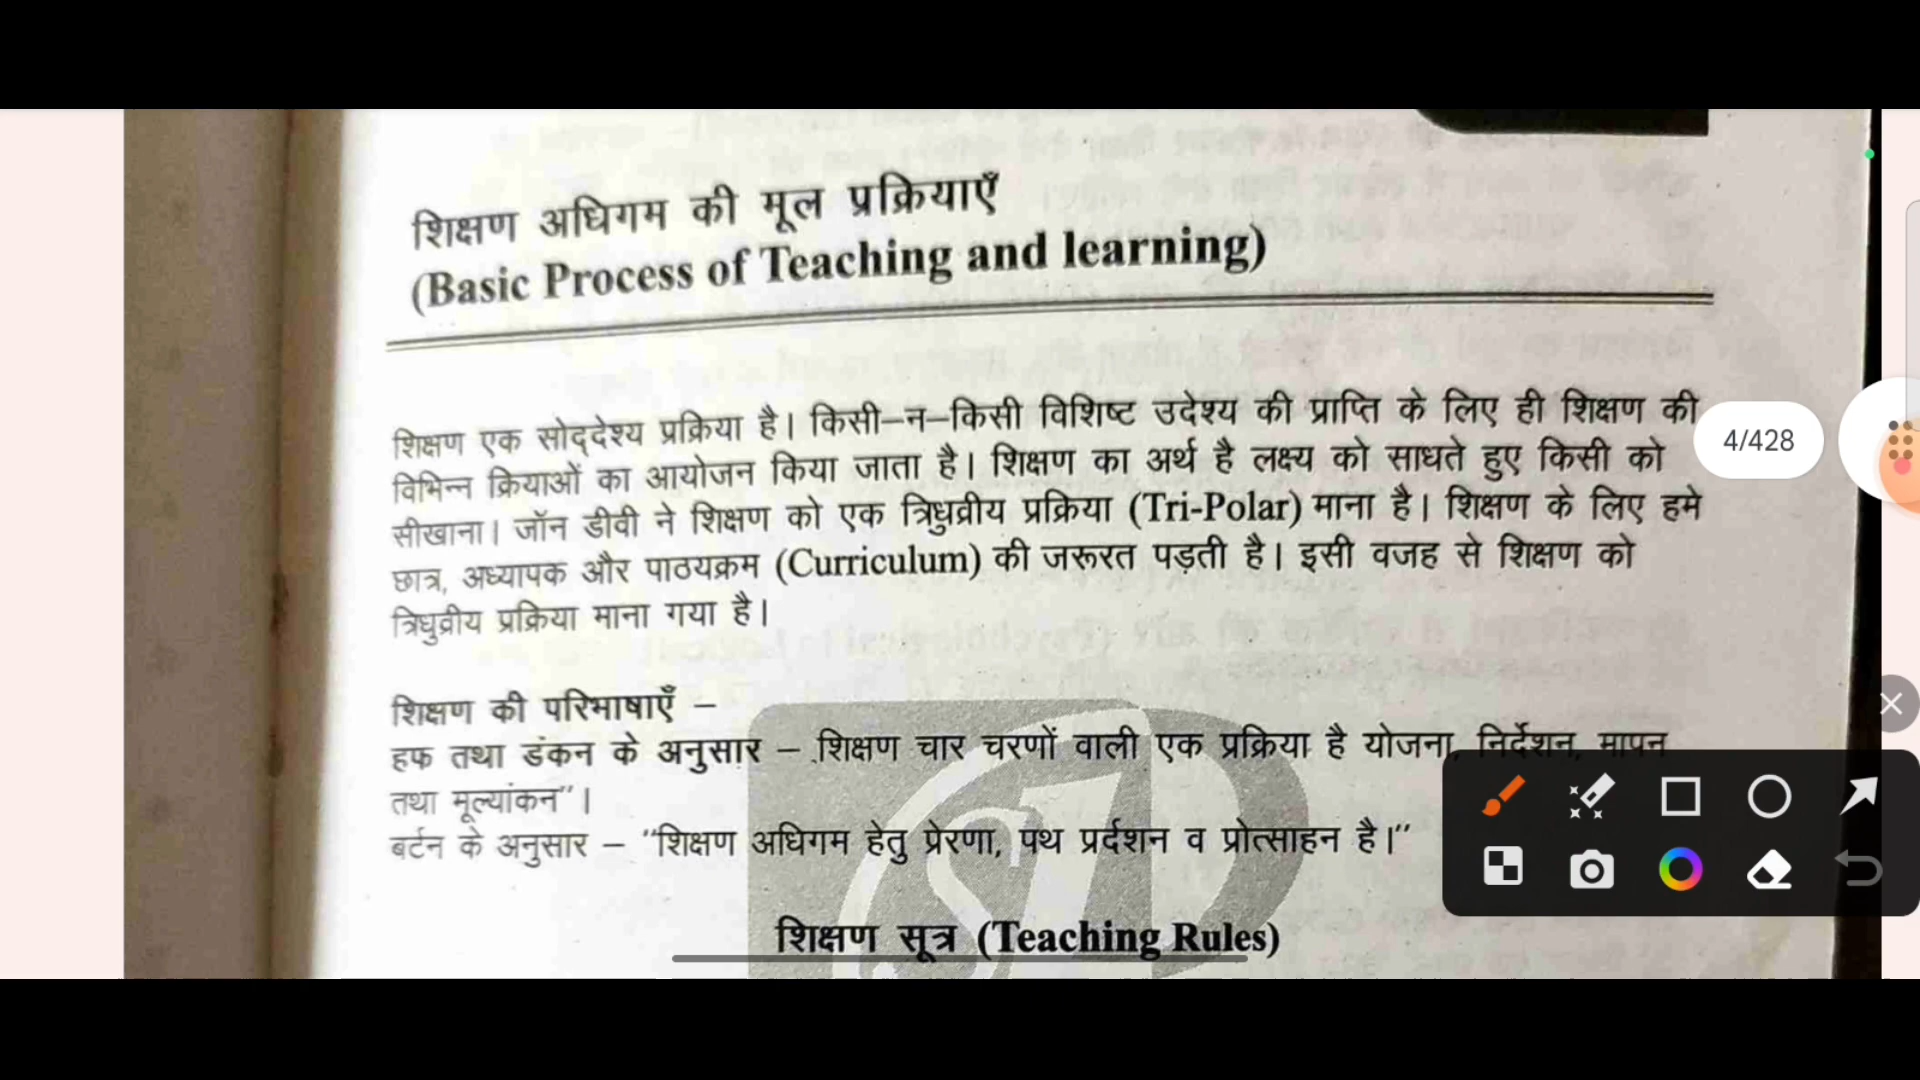 शिक्षण अधिगम की मूल प्रक्रियाएँ
(Basic Process of Teaching and learning)
शिक्षण एक सोद्देश्य प्रक्रिया है। किसी–न–किसी विशिष्ट उदेश्य की प्राप्ति के लिए ही शिक्षण की
विभिन्न क्रियाओं का आयोजन किया जाता है। शिक्षण का अर्थ है लक्ष्य को साधते हुए किसी को
सीखाना। जॉन डीवी ने शिक्षण को एक त्रिधुव्रीय प्रक्रिया (Tri-Polar) माना है। शिक्षण के लिए हमे
छात्र, अध्यापक और पाठयक्रम (Curriculum) की जरूरत पड़ती है। इसी वजह से शिक्षण को
त्रिधुव्रीय प्रक्रिया माना गया है।
4/428
शिक्षण की परिभाषाएँ –
हफ तथा डंकन के अनुसार – शिक्षण चार चरणों वाली एक प्रक्रिया है योजना, निर्देशन, मापन
तथा मूल्यांकन"।
बर्टन के अनुसार – "शिक्षण अधिगम हेतु प्रेरणा, पथ प्रर्दशन व प्रोत्साहन है।"
शिक्षण सूत्र (Teaching Rules)